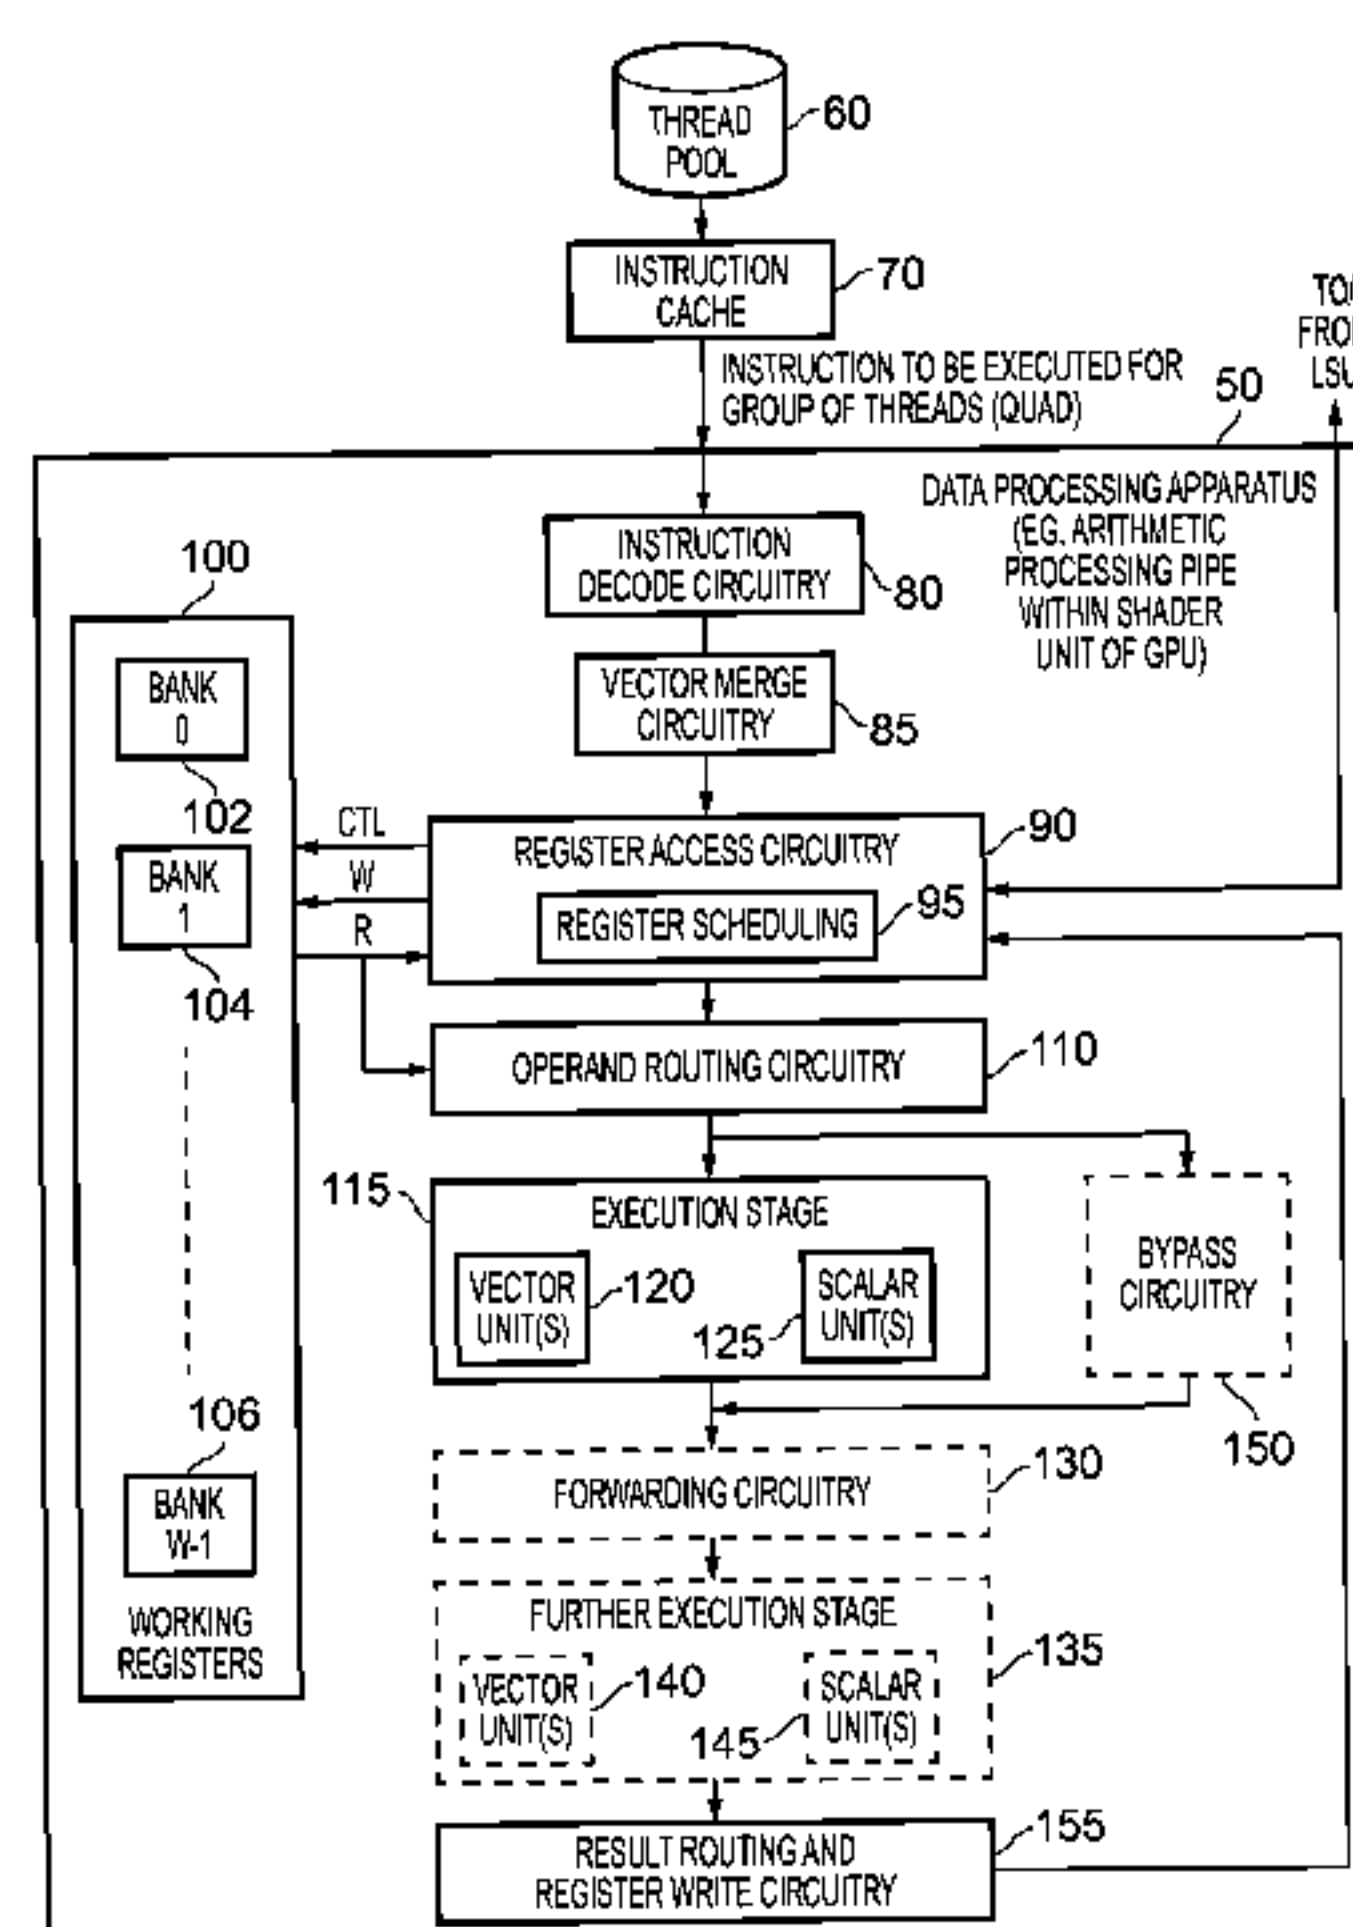 THREAD
POOL
60
INSTRUCTION
CACHE
70
INSTRUCTION TO BE EXECUTED FOR
GROUP OF THREADS (QUAD)
50
DATA PROCESSING APPARATUS
(EG. ARITHMETIC
PROCESSING PIPE
WITHIN SHADER
UNIT OF GPU)
INSTRUCTION
DECODE CIRCUITRY
80
VECTOR MERGE
CIRCUITRY
85
100
BANK
0
102
BANK
1
104
106
BANK
W-1
WORKING
REGISTERS
CTL
W
R
REGISTER ACCESS CIRCUITRY
90
REGISTER SCHEDULING
95
OPERAND ROUTING CIRCUITRY
110
115
EXECUTION STAGE
VECTOR
UNIT(S)
120
SCALAR
UNIT(S)
125
BYPASS
CIRCUITRY
150
FORWARDING CIRCUITRY
130
FURTHER EXECUTION STAGE
135
VECTOR
UNIT(S)
140
SCALAR
UNIT(S)
145
RESULT ROUTING AND
REGISTER WRITE CIRCUITRY
155